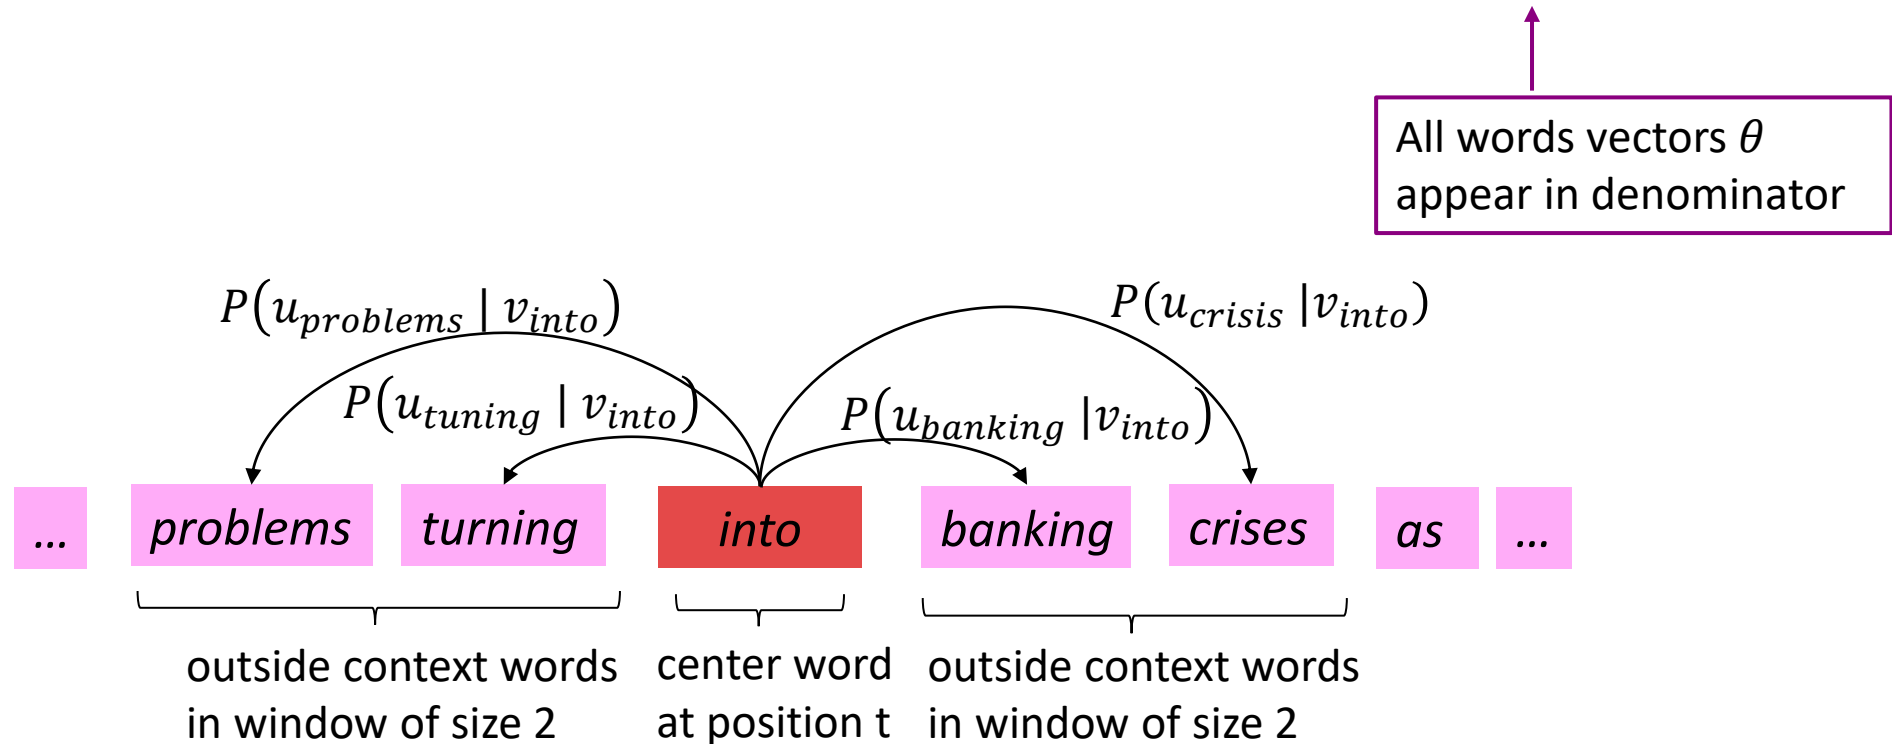 All words vectors θ
appear in denominator
P(u_problems | v_into)
P(u_crisis |v_into)
P(u_tuning | v_into)
P(u_banking |v_into)
... problems turning into banking crises as ...
outside context words
in window of size 2
center word
at position t
outside context words
in window of size 2